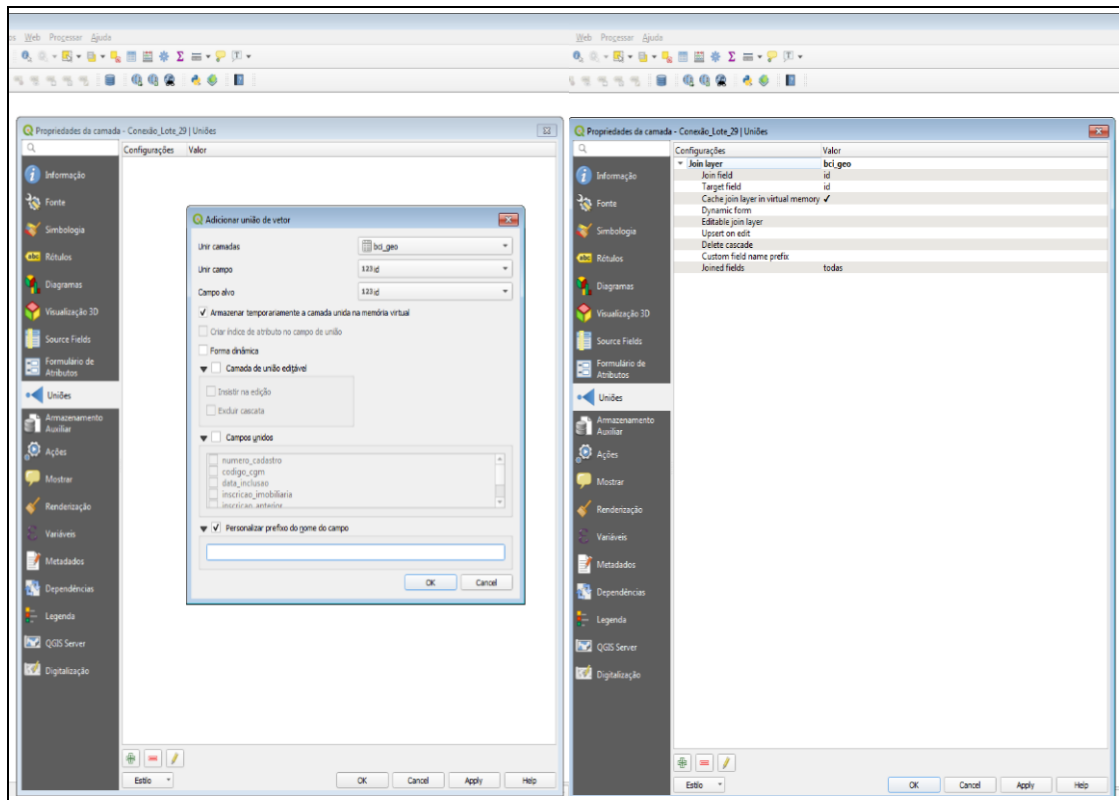 os Web Processar Ajuda
Propriedades da camada - Conexão_Lote_29 | Uniões
Configurações Valor
Informação
Fonte
Simbologia
abc Rótulos
Diagramas
Visualização 3D
Source Fields
Formulário de
Atributos
Uniões
Armazenamento
Auxiliar
Ações
Mostrar
Renderização
Variáveis
Metadados
Dependências
Legenda
QGIS Server
Digitalização
Adicionar união de vetor
Unir camadas bci_geo
Unir campo 123 id
Campo alvo 123 id
Armazenar temporariamente a camada unida na memória virtual
Criar índice de atributo no campo de união
Forma dinâmica
Camada de união editável
Insistir na edição
Excluir cascata
Campos unidos
numero_cadastro
codigo_cgm
data_inclusao
inscricao_imobiliaria
inscricao_anterior
Personalizar prefixo do nome do campo
OK Cancel
Estilo OK Cancel Apply Help
Web Processar Ajuda
Propriedades da camada - Conexão_Lote_29 | Uniões
Configurações Valor
Join layer bci_geo
Join field id
Target field id
Cache join layer in virtual memory ✓
Dynamic form
Editable join layer
Upsert on edit
Delete cascade
Custom field name prefix
Joined fields todas
Informação
Fonte
Simbologia
abc Rótulos
Diagramas
Visualização 3D
Source Fields
Formulário de
Atributos
Uniões
Armazenamento
Auxiliar
Ações
Mostrar
Renderização
Variáveis
Metadados
Dependências
Legenda
QGIS Server
Digitalização
Estilo OK Cancel Apply Help